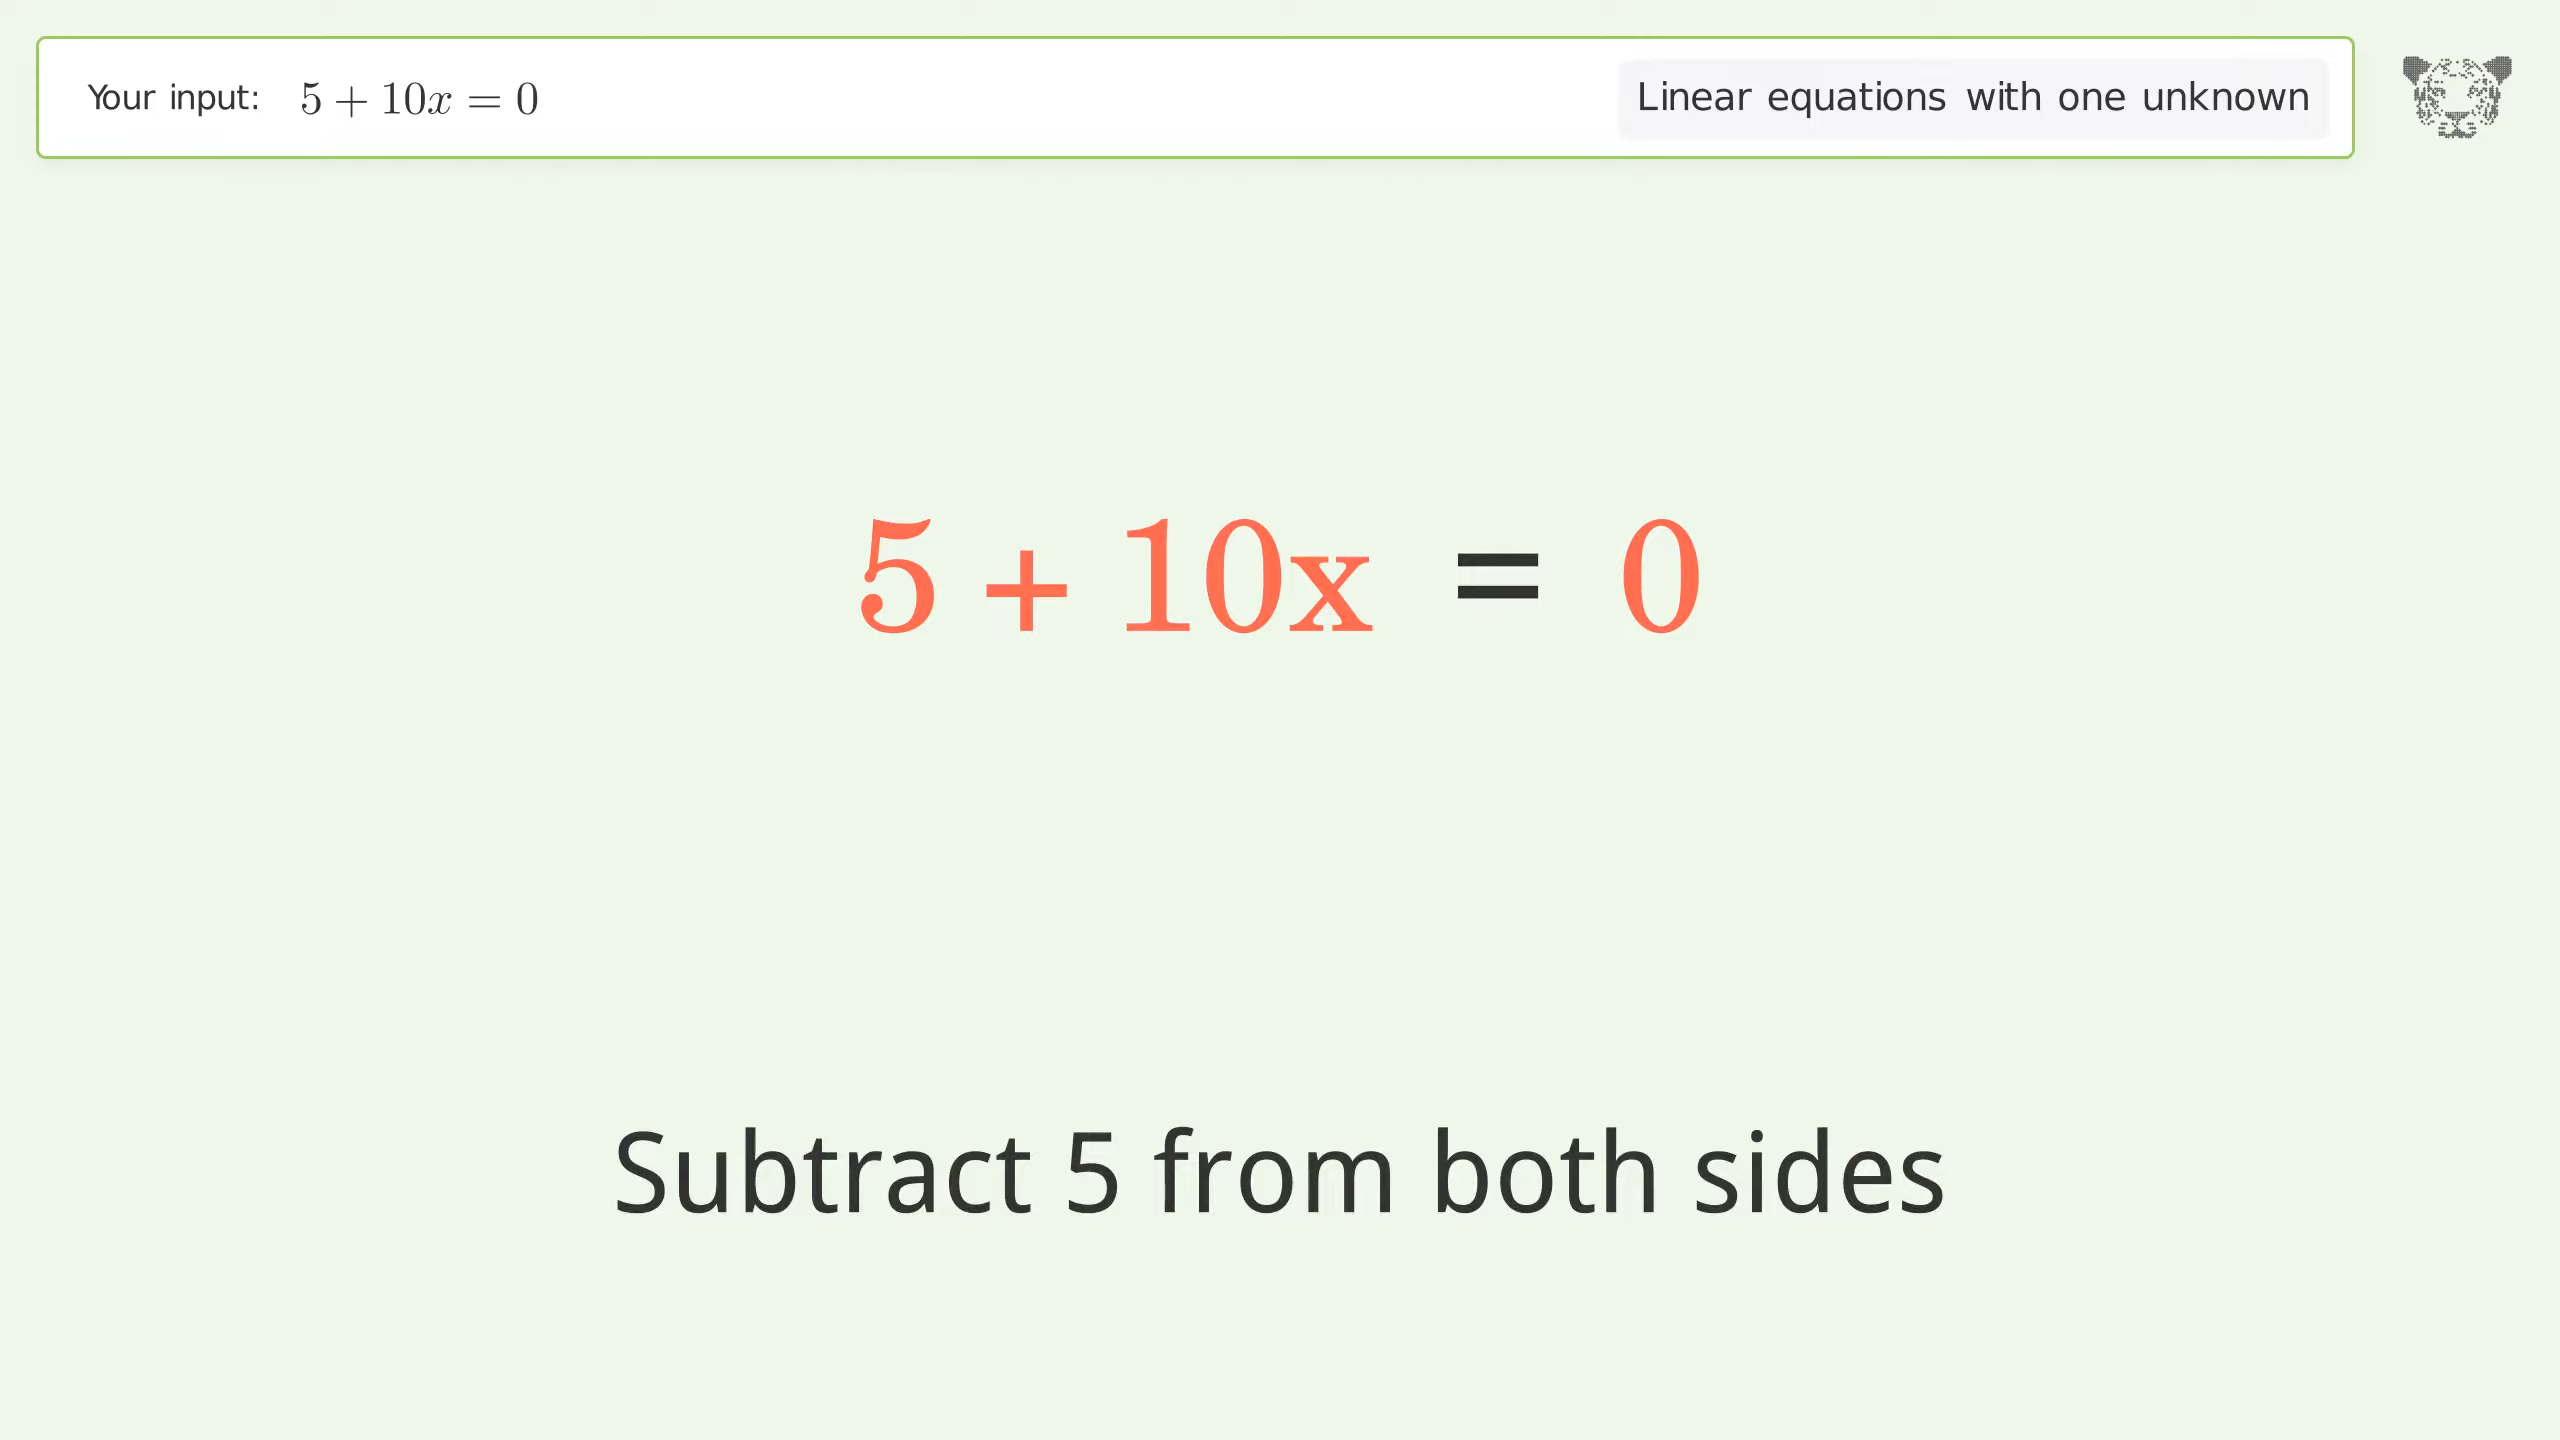 Your input: 5 + 10x = 0 Linear equations with one unknown
5 + 10x = 0
Subtract 5 from both sides